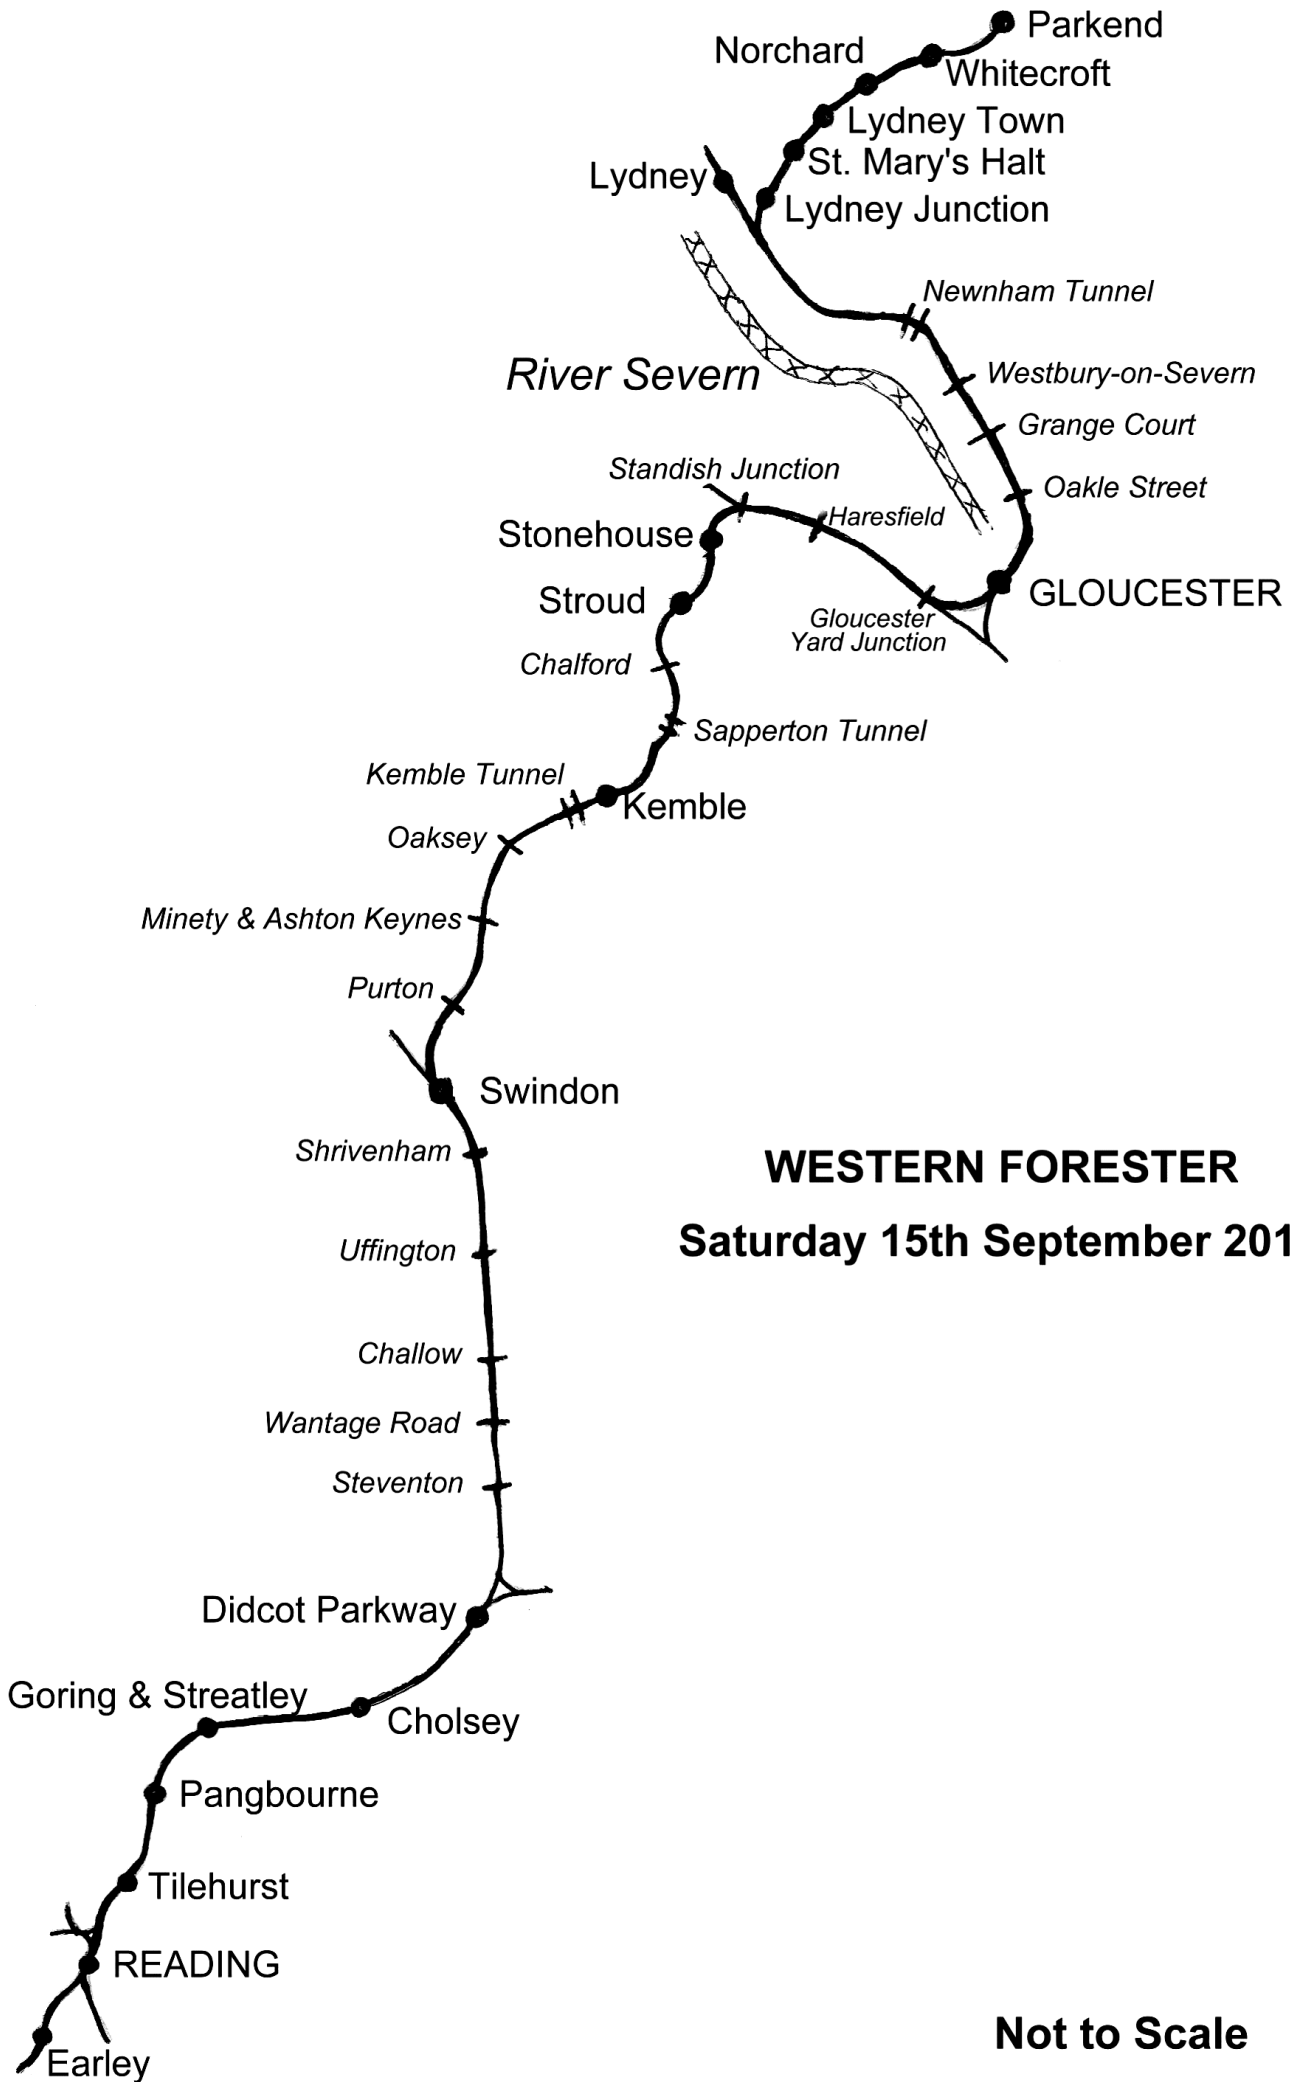 Parkend
Norchard
Whitecroft
Lydney Town
St. Mary's Halt
Lydney
Lydney Junction
Newnham Tunnel
River Severn
Westbury-on-Severn
Grange Court
Standish Junction
Oakle Street
Haresfield
Stonehouse
GLOUCESTER
Stroud
Gloucester
Yard Junction
Chalford
Sapperton Tunnel
Kemble Tunnel
Kemble
Oaksey
Minety & Ashton Keynes
Purton
Swindon
Shrivenham
WESTERN FORESTER
Saturday 15th September 201
Uffington
Challow
Wantage Road
Steventon
Didcot Parkway
Goring & Streatley
Cholsey
Pangbourne
Tilehurst
READING
Not to Scale
Earley